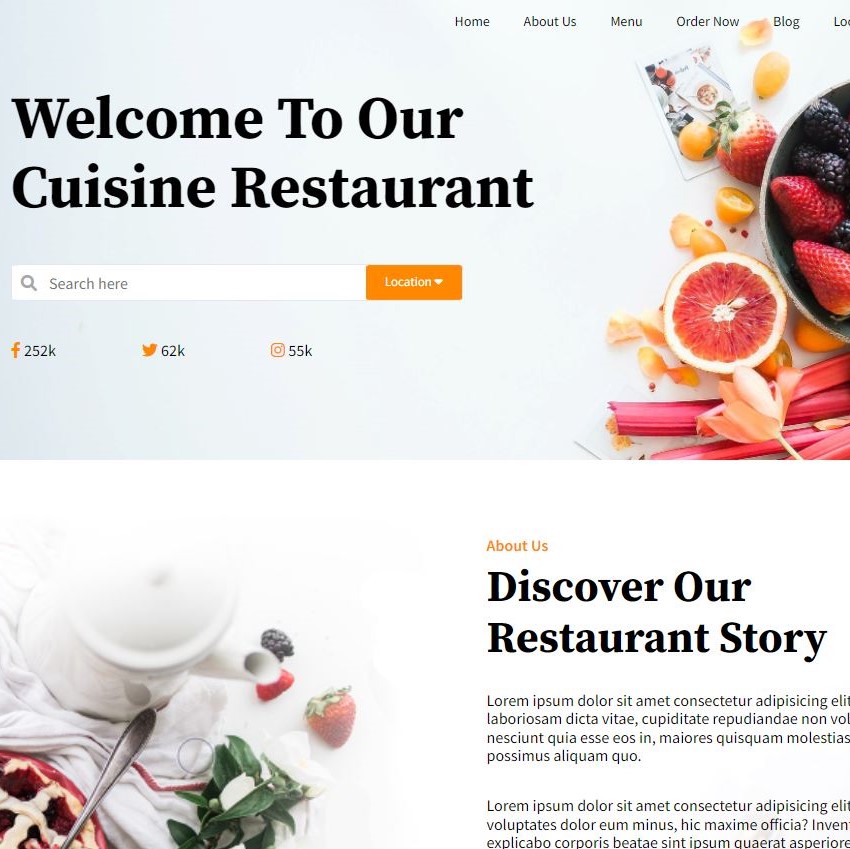 Home About Us Menu Order Now Blog
Welcome To Our
Cuisine Restaurant
Search here Location
252k 62k 55k
About Us
Discover Our
Restaurant Story
Lorem ipsum dolor sit amet consectetur adipisicing elit
laboriosam dicta vitae, cupiditate repudiandae non vol
nesciunt quia esse eos in, maiores quisquam molestias
possimus aliquam quo.
Lorem ipsum dolor sit amet consectetur adipisicing elit
voluptates dolor eum minus, hic maxime officia? Inven
explicabo corporis beatae sint ipsum quaerat asperiore